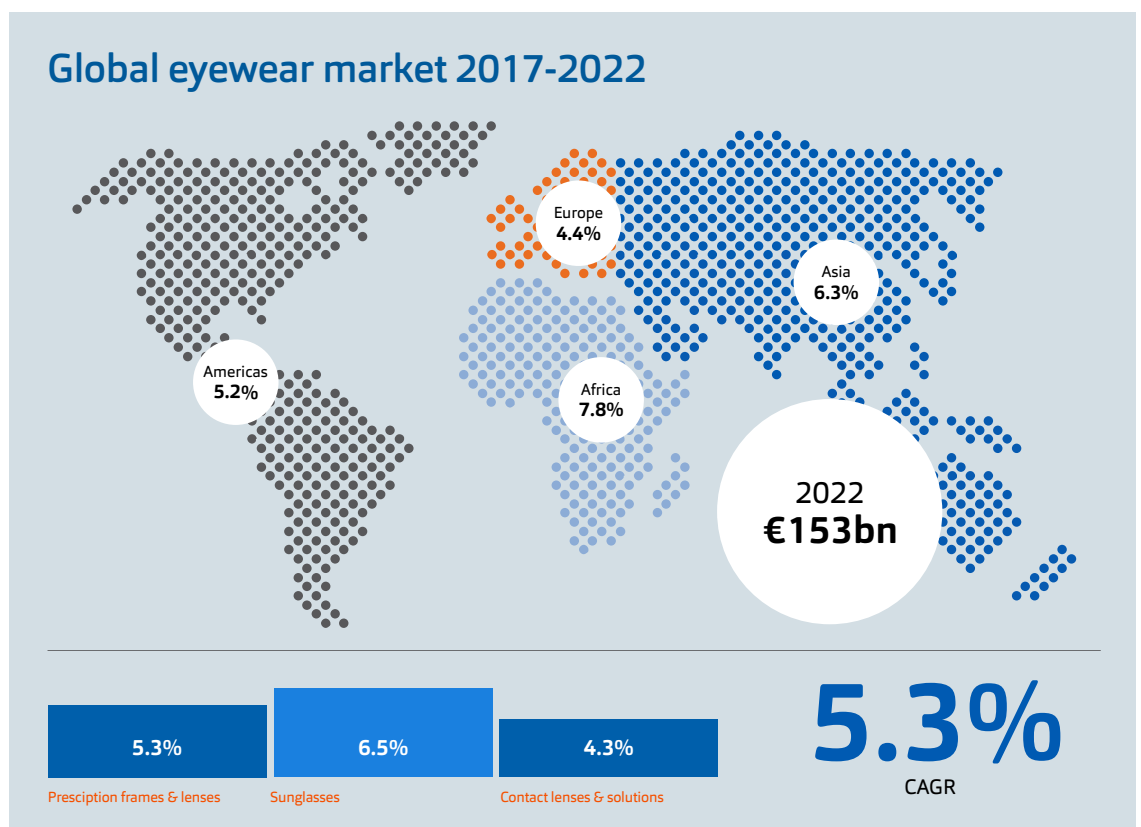 Global eyewear market 2017-2022
Europe
4.4%
Asia
6.3%
Americas
5.2%
Africa
7.8%
2022
€153bn
5.3%
6.5%
4.3%
Presciption frames & lenses
Sunglasses
Contact lenses & solutions
5.3%
CAGR